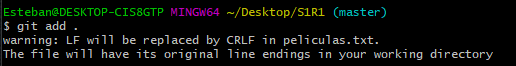 Esteban@DESKTOP-CIS8GTP MINGW64 ~/Desktop/S1R1 (master)
$ git add .
warning: LF will be replaced by CRLF in peliculas.txt.
The file will have its original line endings in your working directory